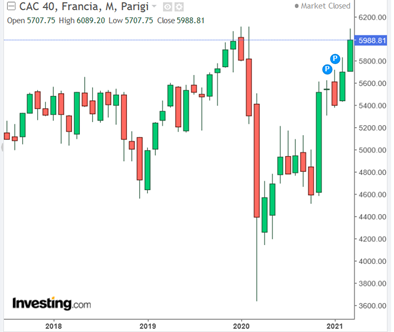 CAC 40, Francia, M, Parigi
Market Closed
Open 5707.75 High 6089.20 Low 5707.75 Close 5988.81
6200.00
5988.81
5800.00
5600.00
5400.00
5200.00
5000.00
4800.00
4600.00
4400.00
4200.00
4000.00
3800.00
3600.00
P P
Investing.com
2018 2019 2020 2021